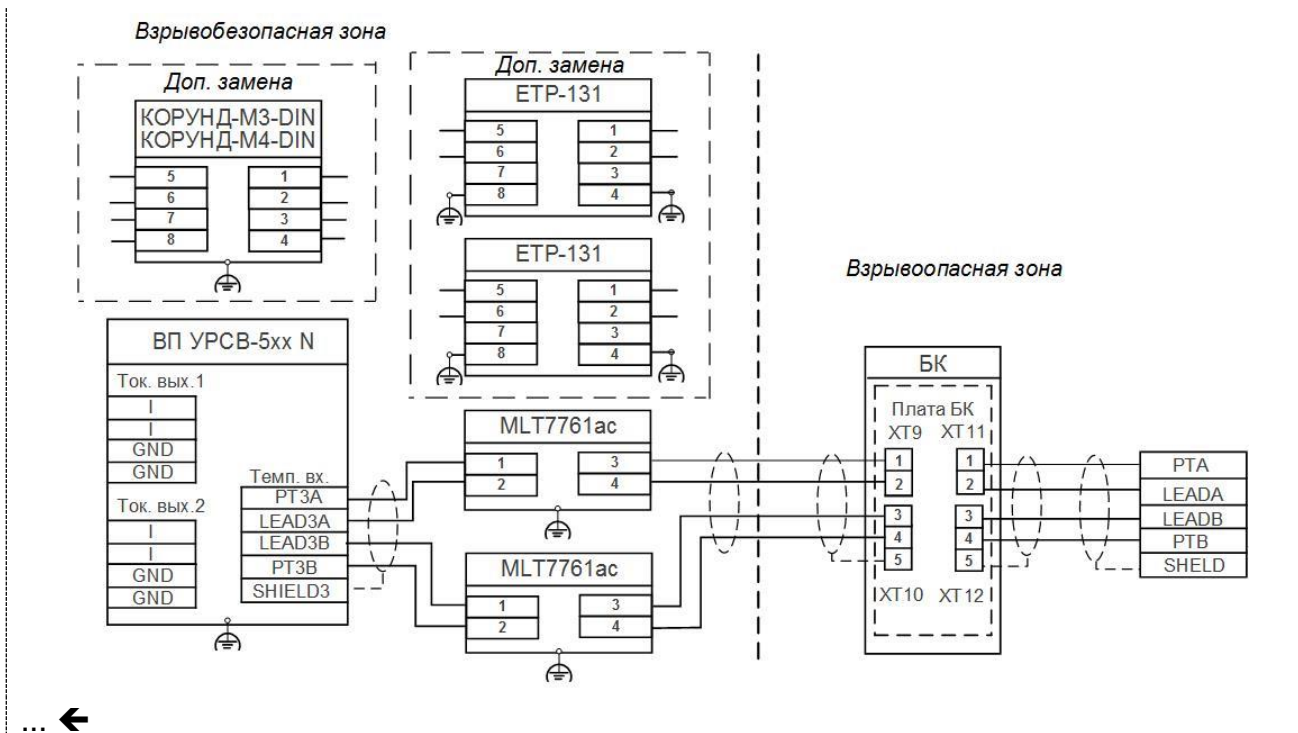 Взрывобезопасная зона
Доп. замена
КОРУНД-М3-DIN
КОРУНД-М4-DIN
5 1
6 2
7 3
8 4
Доп. замена
ЕТР-131
5 1
6 2
7 3
8 4
ЕТР-131
5 1
6 2
7 3
8 4
Взрывоопасная зона
ВП УРСВ-5хх N
Ток. вых.1
I
I
GND
GND
Ток. вых.2
I
I
GND
GND
Темп. вх.
PT3A
LEAD3A
LEAD3B
PT3B
SHIELD3
MLT7761ac
1 3
2 4
MLT7761ac
1 3
2 4
БК
Плата БК
XT9 XT11
1 1
2 2
3 3
4 4
5 5
XT10 XT12
PTA
LEADA
LEADB
PTB
SHELD
... 🡸